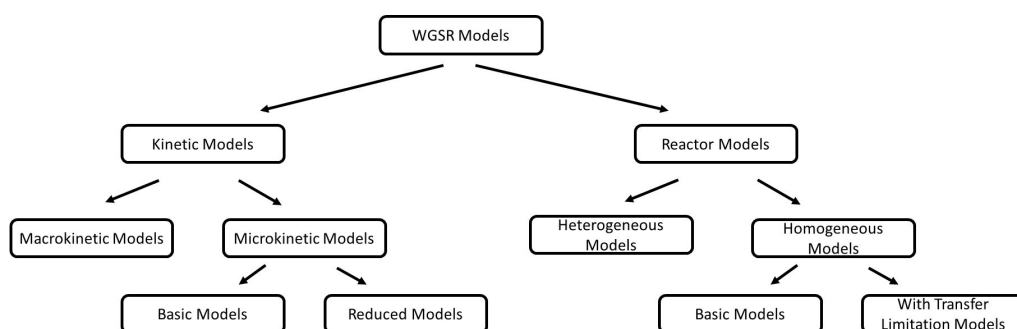 WGSR Models
Kinetic Models
Reactor Models
Macrokinetic Models
Microkinetic Models
Heterogeneous
Models
Homogeneous
Models
Basic Models
Reduced Models
Basic Models
With Transfer
Limitation Models